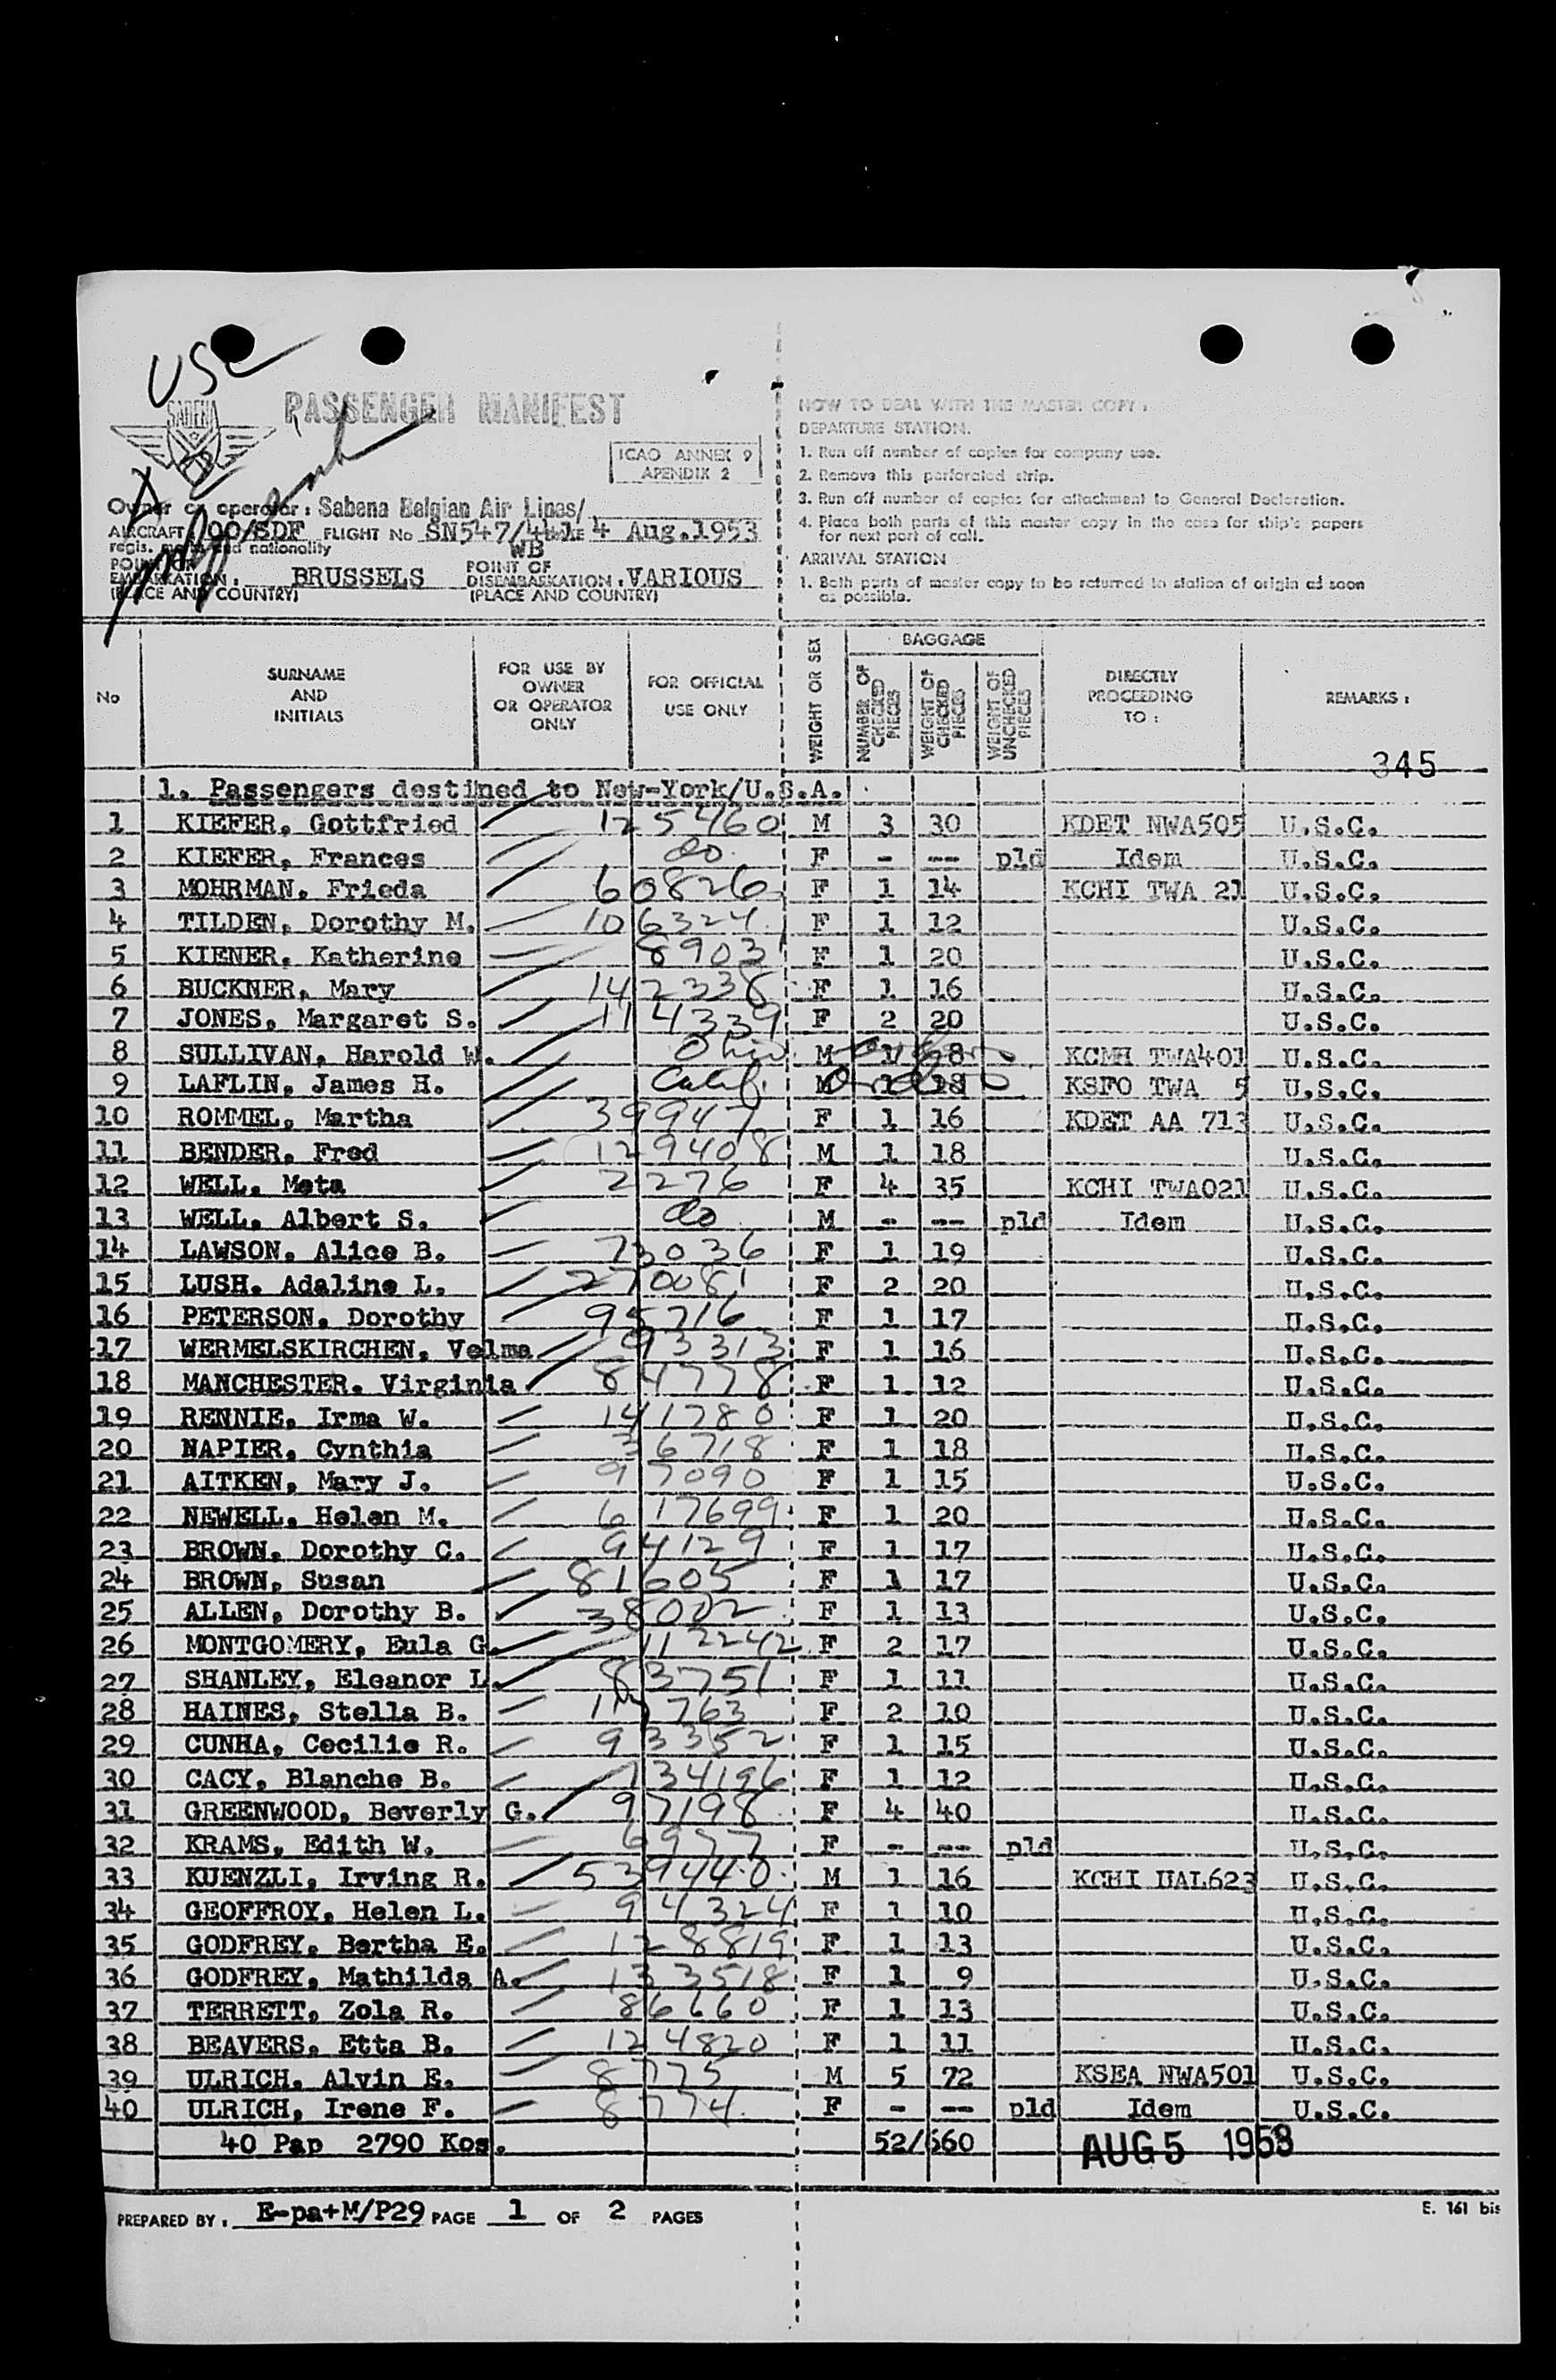 USC
SABENA
PASSENGER MANIFEST
ICAO ANNEX 9
APENDIX 2
Owner or operator: Sabena Belgian Air Lines/
AIRCRAFT OO/SDF FLIGHT No SN547/441 4 Aug.1953
regis. marks and nationality WB
POINT OF EMBARKATION: BRUSSELS POINT OF DISEMBARKATION: VARIOUS
(PLACE AND COUNTRY) (PLACE AND COUNTRY)
HOW TO DEAL WITH THE MASTER COPY:
DEPARTURE STATION.
1. Run off number of copies for company use.
2. Remove this perforated strip.
3. Run off number of copies for attachment to General Declaration.
4. Place both parts of this master copy in the case for ship's papers
for next port of call.
ARRIVAL STATION
1. Both parts of master copy to be returned to station of origin as soon
as possible.
No
SURNAME AND INITIALS
FOR USE BY OWNER OR OPERATOR ONLY
FOR OFFICIAL USE ONLY
WEIGHT OR SEX
BAGGAGE
NUMBER OF CHECKED PIECES
WEIGHT OF CHECKED PIECES
WEIGHT OF UNCHECKED PIECES
DIRECTLY PROCEEDING TO:
REMARKS:
345
1. Passengers destined to New-York/U.S.A.
1 KIEFER, Gottfried 125460 M 3 30 KDET NWA505 U.S.C.
2 KIEFER, Frances do. F - -- pld Idem U.S.C.
3 MOHRMAN, Frieda 60826 F 1 14 KCHI TWA 21 U.S.C.
4 TILDEN, Dorothy M. 106324 F 1 12 U.S.C.
5 KIENER, Katherine 8903 F 1 20 U.S.C.
6 BUCKNER, Mary 142338 F 1 16 U.S.C.
7 JONES, Margaret S. 114339 F 2 20 U.S.C.
8 SULLIVAN, Harold W. Ohio M 1 18 KCMH TWA401 U.S.C.
9 LAFLIN, James H. Calif. M 1 18 KSFO TWA 5 U.S.C.
10 ROMMEL, Martha 39947 F 1 16 KDET AA 713 U.S.C.
11 BENDER, Fred 129408 M 1 18 U.S.C.
12 WELL, Meta 2276 F 4 35 KCHI TWA021 U.S.C.
13 WELL, Albert S. do M - -- pld Idem U.S.C.
14 LAWSON, Alice B. 73036 F 1 19 U.S.C.
15 LUSH, Adaline L. 270081 F 2 20 U.S.C.
16 PETERSON, Dorothy 95716 F 1 17 U.S.C.
17 WERMELSKIRCHEN, Velma 93313 F 1 16 U.S.C.
18 MANCHESTER, Virginia 84778 F 1 12 U.S.C.
19 RENNIE, Irma W. 141780 F 1 20 U.S.C.
20 NAPIER, Cynthia 36718 F 1 18 U.S.C.
21 AITKEN, Mary J. 97090 F 1 15 U.S.C.
22 NEWELL, Helen M. 617699 F 1 20 U.S.C.
23 BROWN, Dorothy C. 94129 F 1 17 U.S.C.
24 BROWN, Susan 81605 F 1 17 U.S.C.
25 ALLEN, Dorothy B. 38002 F 1 13 U.S.C.
26 MONTGOMERY, Eula G. 112242 F 2 17 U.S.C.
27 SHANLEY, Eleanor L. 83751 F 1 11 U.S.C.
28 HAINES, Stella B. F 2 10 U.S.C.
29 CUNHA, Cecilie R. 93352 F 1 15 U.S.C.
30 CACY, Blanche B. 134196 F 1 12 U.S.C.
31 GREENWOOD, Beverly G. 97198 F 4 40 U.S.C.
32 KRAMS, Edith W. 6977 F - -- pld U.S.C.
33 KUENZLI, Irving R. 539440 M 1 16 KCHI UAL623 U.S.C.
34 GEOFFROY, Helen L. 94324 F 1 10 U.S.C.
35 GODFREY, Bertha E. 128819 F 1 13 U.S.C.
36 GODFREY, Mathilda A. 133518 F 1 9 U.S.C.
37 TERRETT, Zola R. 86660 F 1 13 U.S.C.
38 BEAVERS, Etta B. 124820 F 1 11 U.S.C.
39 ULRICH, Alvin E. 8775 M 5 72 KSEA NWA501 U.S.C.
40 ULRICH, Irene F. 8774. F - -- pld Idem U.S.C.
40 Pap 2790 Kos. 52/660
AUG 5 1953
PREPARED BY: E-pa+M/P29 PAGE 1 OF 2 PAGES
E. 161 bis